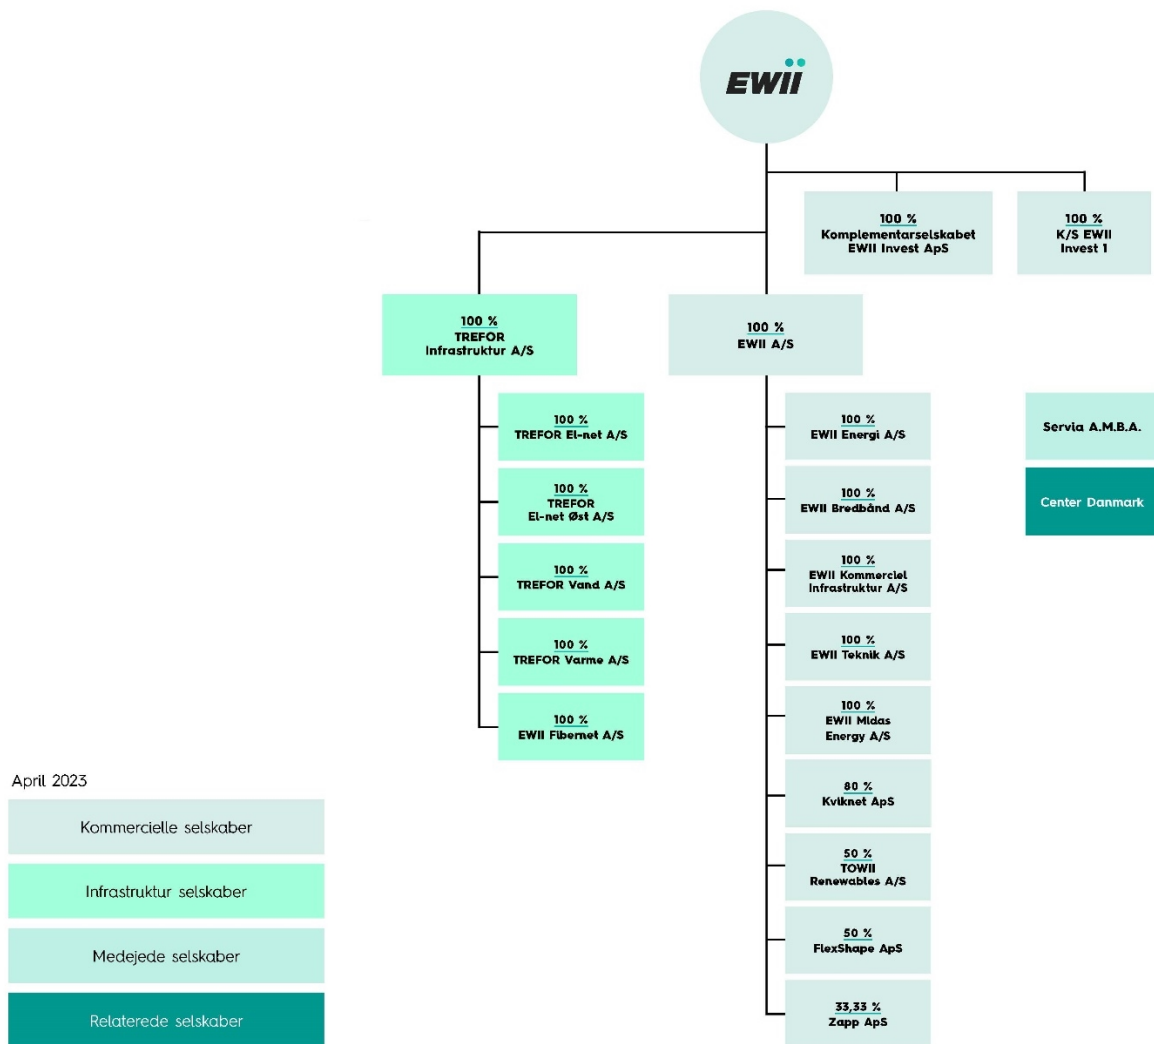 EWII
100 %
Komplementarselskabet
EWII Invest ApS
100 %
K/S EWII
Invest 1
100 %
TREFOR
Infrastruktur A/S
100 %
EWII A/S
100 %
TREFOR El-net A/S
100 %
TREFOR
El-net Øst A/S
100 %
TREFOR Vand A/S
100 %
TREFOR Varme A/S
100 %
EWII Fibernet A/S
100 %
EWII Energi A/S
100 %
EWII Bredbånd A/S
100 %
EWII Kommerciel
Infrastruktur A/S
100 %
EWII Teknik A/S
100 %
EWII Midas
Energy A/S
80 %
Kviknet ApS
50 %
TOWII
Renewables A/S
50 %
FlexShape ApS
33,33 %
Zapp ApS
Servia A.M.B.A.
Center Danmark
April 2023
Kommercielle selskaber
Infrastruktur selskaber
Medejede selskaber
Relaterede selskaber